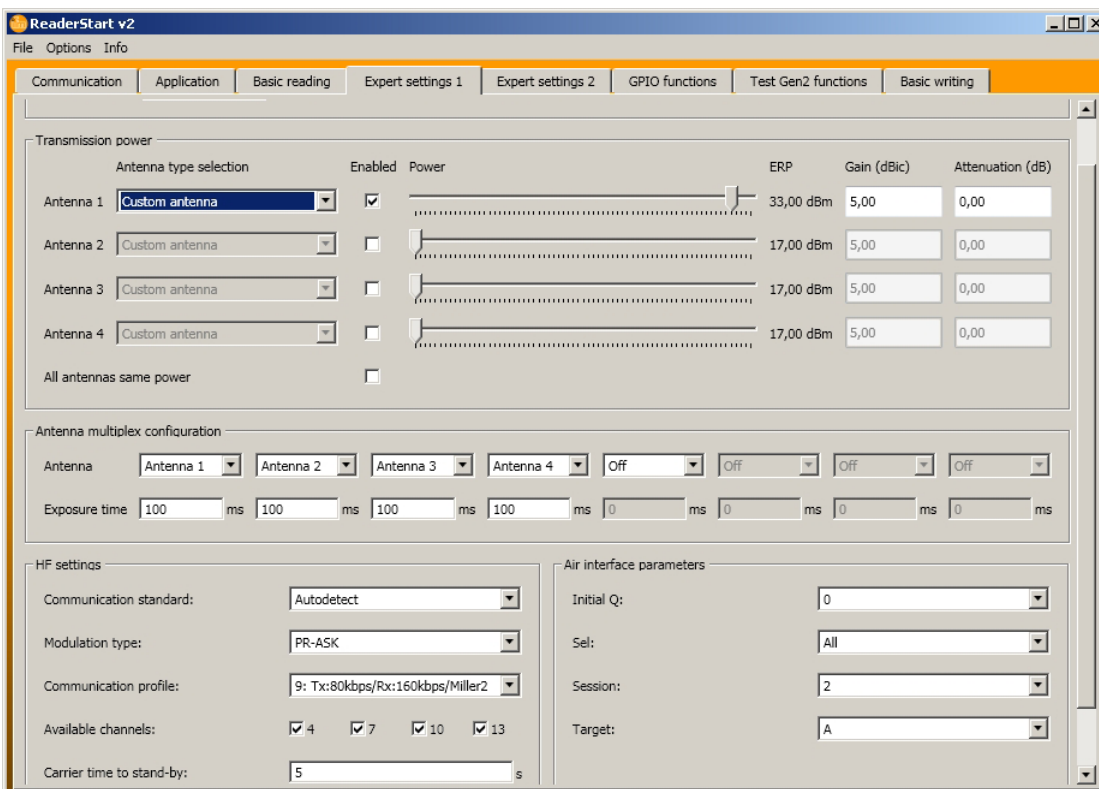 ReaderStart v2
File Options Info
Communication Application Basic reading Expert settings 1 Expert settings 2 GPIO functions Test Gen2 functions Basic writing
Transmission power
Antenna type selection Enabled Power ERP Gain (dBic) Attenuation (dB)
Antenna 1 Custom antenna 33,00 dBm 5,00 0,00
Antenna 2 Custom antenna 17,00 dBm 5,00 0,00
Antenna 3 Custom antenna 17,00 dBm 5,00 0,00
Antenna 4 Custom antenna 17,00 dBm 5,00 0,00
All antennas same power
Antenna multiplex configuration
Antenna Antenna 1 Antenna 2 Antenna 3 Antenna 4 Off Off Off Off
Exposure time 100 ms 100 ms 100 ms 100 ms 0 ms 0 ms 0 ms 0 ms
HF settings
Communication standard: Autodetect
Modulation type: PR-ASK
Communication profile: 9: Tx:80kbps/Rx:160kbps/Miller2
Available channels: 4 7 10 13
Carrier time to stand-by: 5 s
Air interface parameters
Initial Q: 0
Sel: All
Session: 2
Target: A